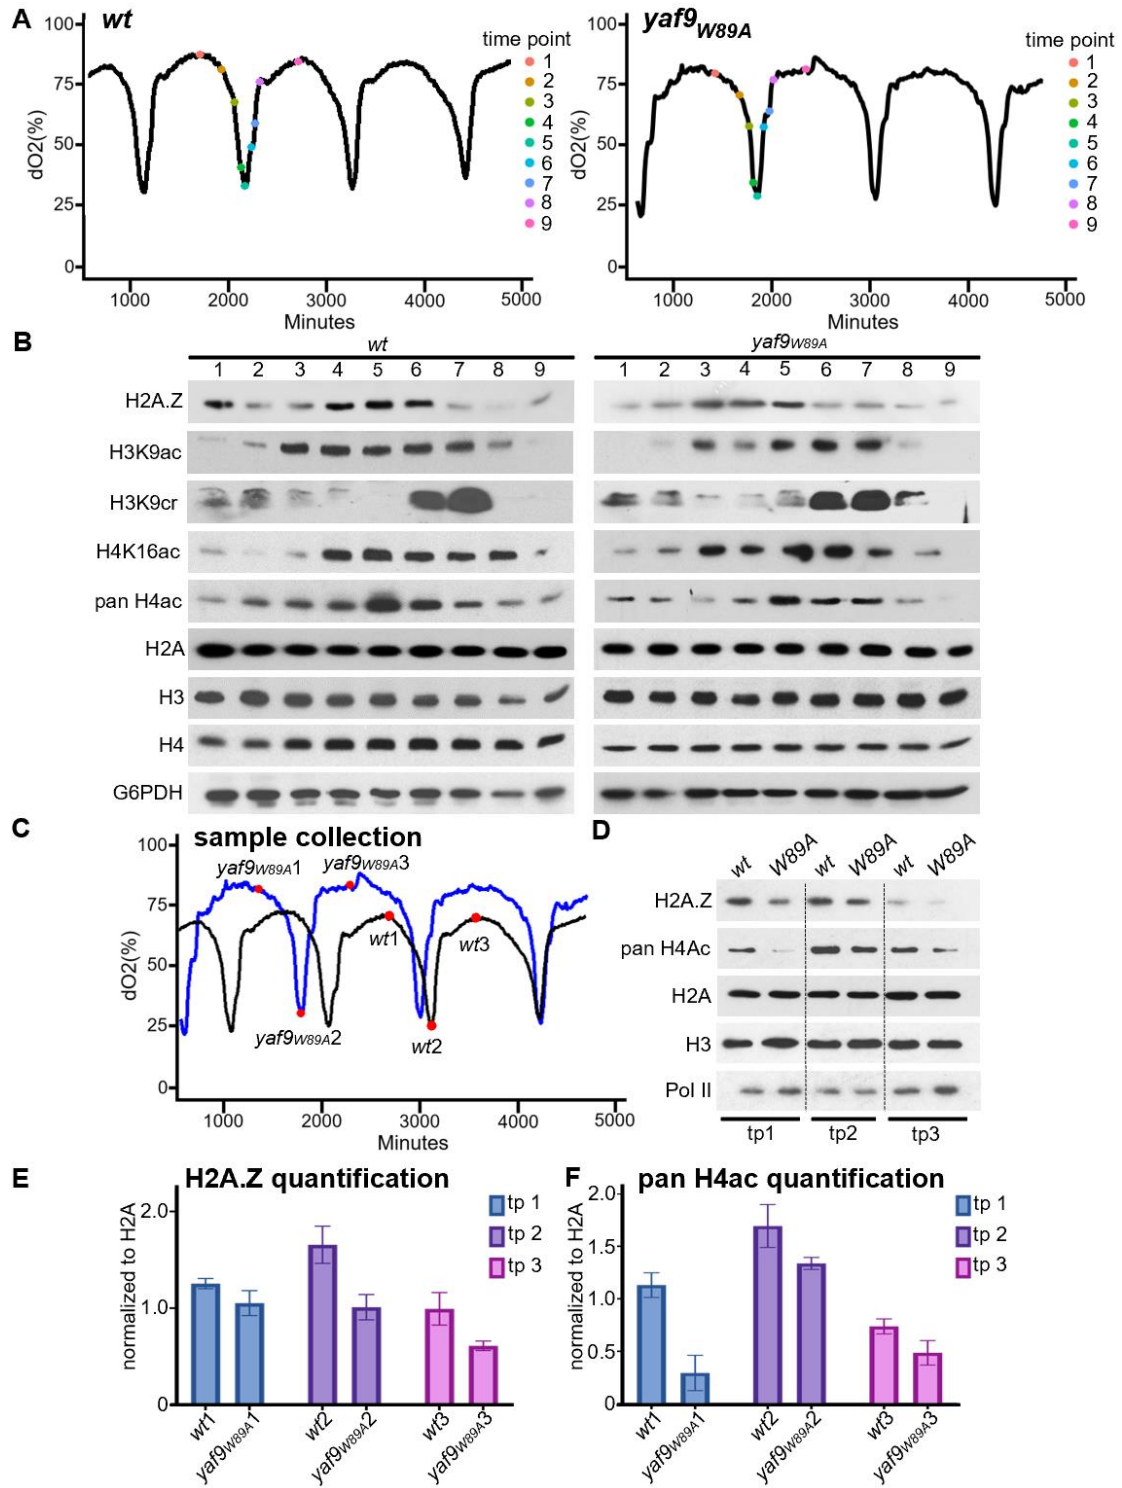 A
wt
100
75
50
25
0
dO2(%)
1000 2000 3000 4000 5000
Minutes
time point
1
2
3
4
5
6
7
8
9
yaf9W89A
100
75
50
25
0
dO2(%)
1000 2000 3000 4000 5000
Minutes
time point
1
2
3
4
5
6
7
8
9
B
wt yaf9W89A
1 2 3 4 5 6 7 8 9 1 2 3 4 5 6 7 8 9
H2A.Z
H3K9ac
H3K9cr
H4K16ac
pan H4ac
H2A
H3
H4
G6PDH
C
sample collection
100
75
50
25
0
dO2(%)
yaf9W89A1 yaf9W89A3
wt1 wt3
yaf9W89A2 wt2
1000 2000 3000 4000 5000
Minutes
D
wt W89A wt W89A wt W89A
H2A.Z
pan H4Ac
H2A
H3
Pol II
tp1 tp2 tp3
E
H2A.Z quantification
normalized to H2A
2.0
1.0
0
tp 1
tp 2
tp 3
wt1 yaf9W89A1 wt2 yaf9W89A2 wt3 yaf9W89A3
F
pan H4ac quantification
normalized to H2A
2.0
1.5
1.0
0.5
0
tp 1
tp 2
tp 3
wt1 yaf9W89A1 wt2 yaf9W89A2 wt3 yaf9W89A3